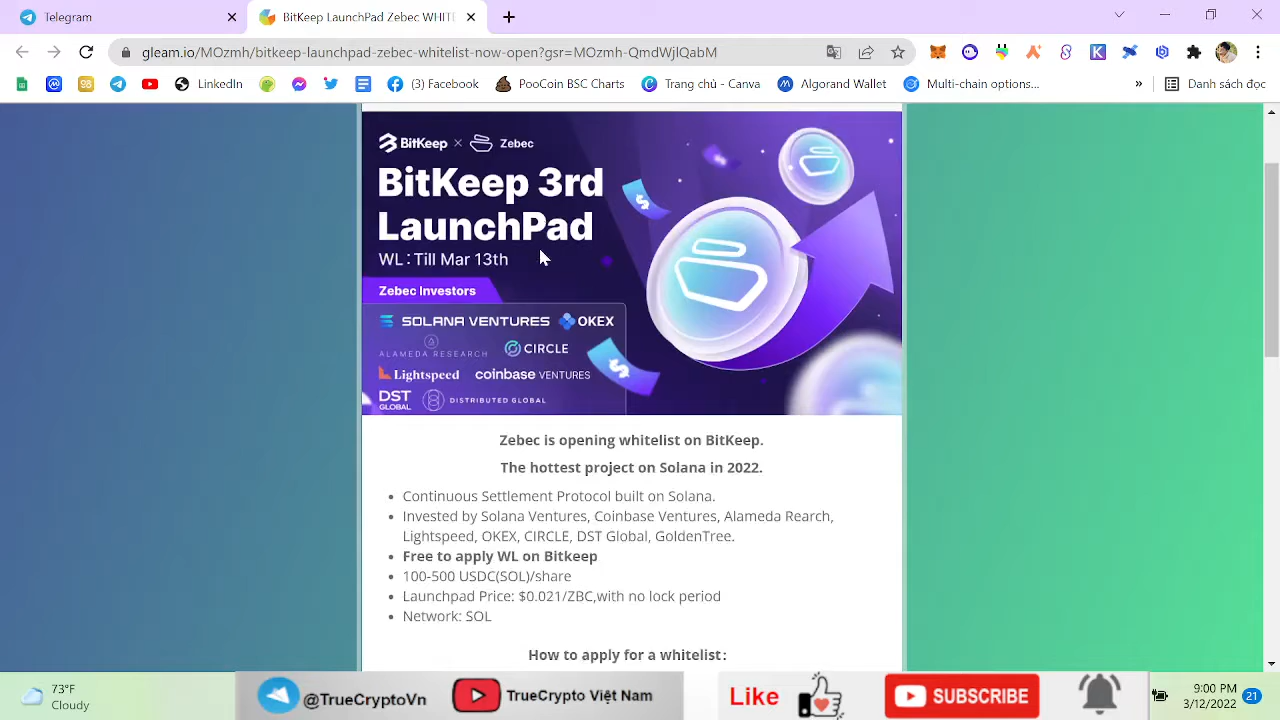 Telegram
BitKeep LaunchPad Zebec Whitelist
gleam.io/MOzmh/bitkeep-launchpad-zebec-whitelist-now-open?gsr=MOzmh-QmdWjlQabM
LinkedIn
(3) Facebook
PooCoin BSC Charts
Trang chủ - Canva
Algorand Wallet
Multi-chain options...
»
Danh sách đọc
BitKeep × Zebec
BitKeep 3rd
LaunchPad
WL：Till Mar 13th
Zebec Investors
SOLANA VENTURES OKEX
ALAMEDA RESEARCH CIRCLE
Lightspeed coinbase VENTURES
DST GLOBAL DISTRIBUTED GLOBAL
Zebec is opening whitelist on BitKeep.
The hottest project on Solana in 2022.
Continuous Settlement Protocol built on Solana.
Invested by Solana Ventures, Coinbase Ventures, Alameda Rearch,
Lightspeed, OKEX, CIRCLE, DST Global, GoldenTree.
Free to apply WL on Bitkeep
100-500 USDC(SOL)/share
Launchpad Price: $0.021/ZBC,with no lock period
Network: SOL
How to apply for a whitelist：
73°F
Cloudy
@TrueCryptoVn
TrueCrypto Việt Nam
Like
SUBSCRIBE
9:00 PM
3/12/2022
21